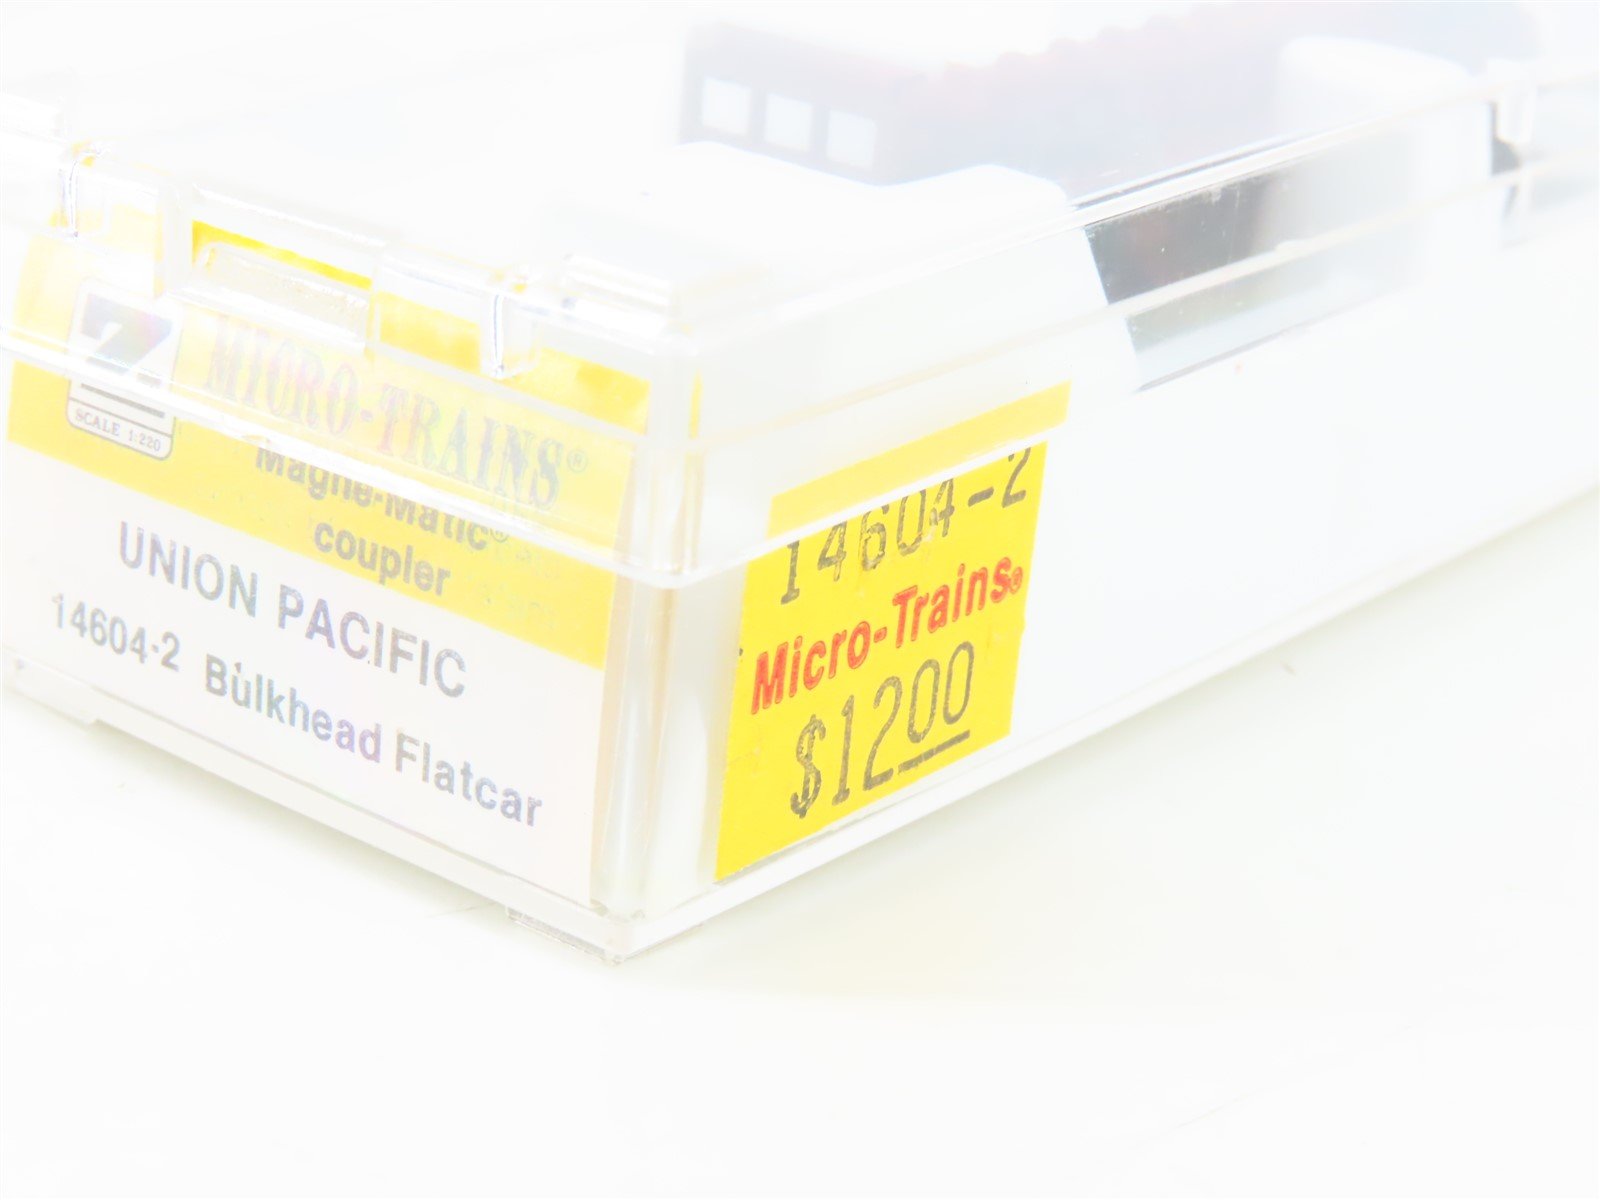 Z
SCALE 1:220
MICRO-TRAINS®
Magne-Matic®
coupler
UNION PACIFIC
14604-2 Bulkhead Flatcar
14604-2
Micro-Trains®
$12.00